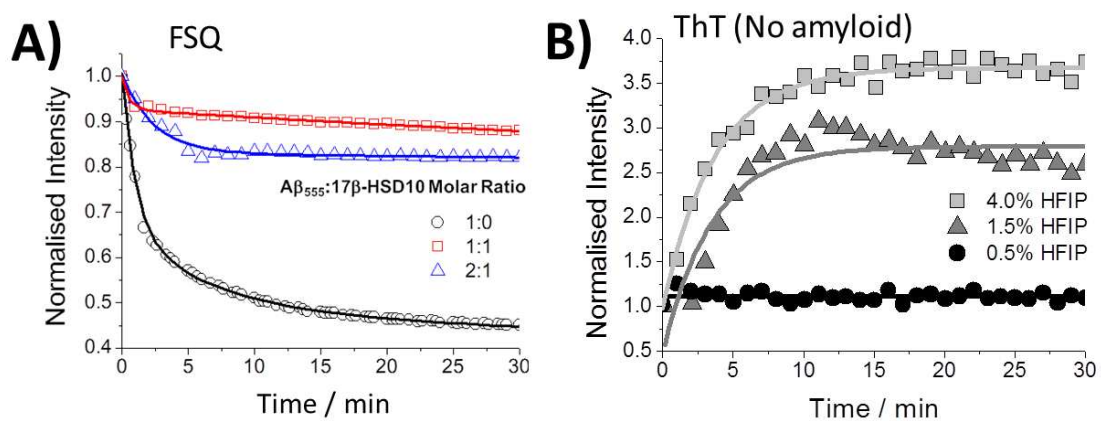 A)
FSQ
Normalised Intensity
1.0
0.9
0.8
0.7
0.6
0.5
0.4
Aβ555:17β-HSD10 Molar Ratio
1:0
1:1
2:1
0 5 10 15 20 25 30
Time / min
B)
ThT (No amyloid)
Normalised Intensity
4.0
3.5
3.0
2.5
2.0
1.5
1.0
0.5
4.0% HFIP
1.5% HFIP
0.5% HFIP
0 5 10 15 20 25 30
Time / min